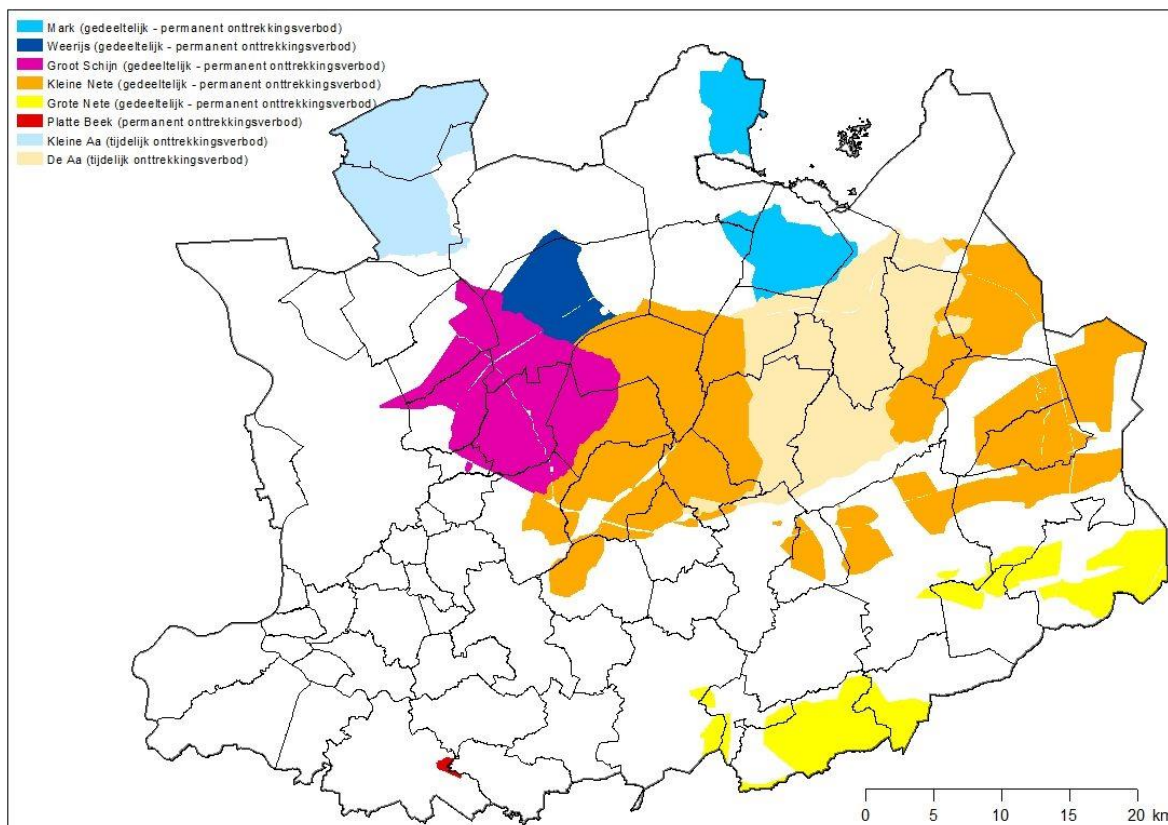 Mark (gedeeltelijk - permanent onttrekkingsverbod)
Weerijs (gedeeltelijk - permanent onttrekkingsverbod)
Groot Schijn (gedeeltelijk - permanent onttrekkingsverbod)
Kleine Nete (gedeeltelijk - permanent onttrekkingsverbod)
Grote Nete (gedeeltelijk - permanent onttrekkingsverbod)
Platte Beek (permanent onttrekkingsverbod)
Kleine Aa (tijdelijk onttrekkingsverbod)
De Aa (tijdelijk onttrekkingsverbod)
0 5 10 15 20 km